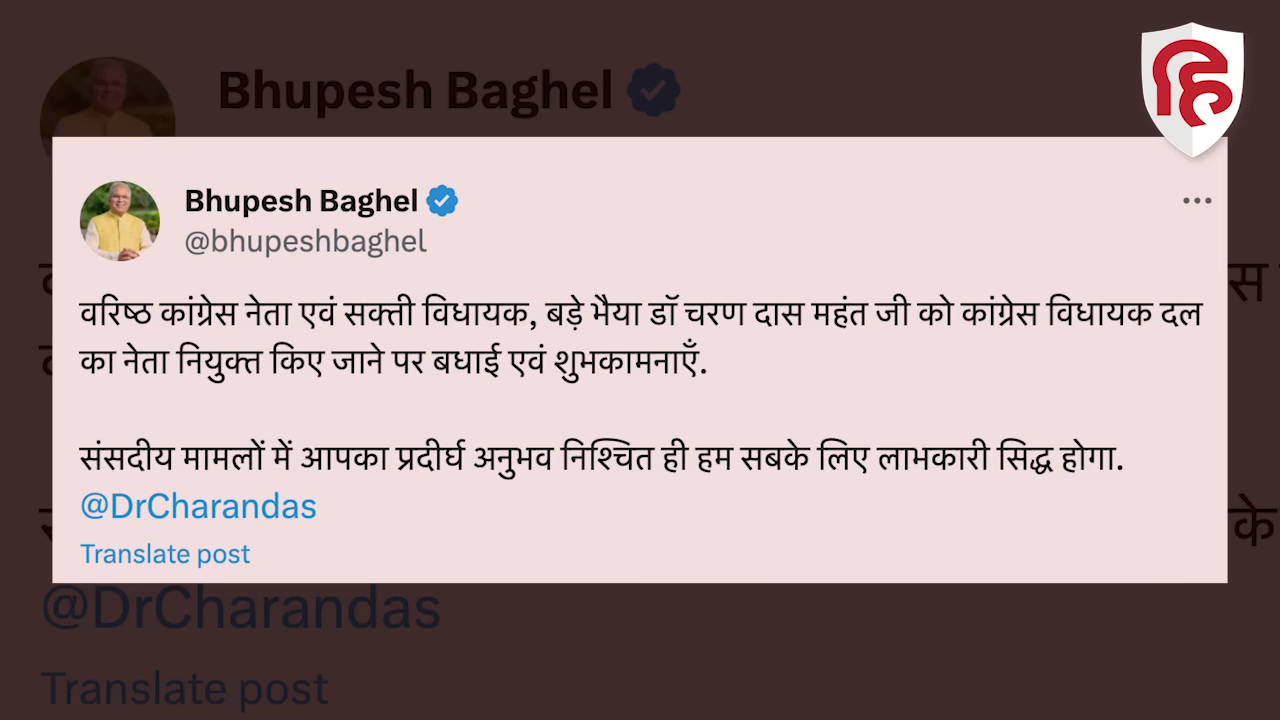 Bhupesh Baghel
Bhupesh Baghel
@bhupeshbaghel
वरिष्ठ कांग्रेस नेता एवं सक्ती विधायक, बड़े भैया डॉ चरण दास महंत जी को कांग्रेस विधायक दल
का नेता नियुक्त किए जाने पर बधाई एवं शुभकामनाएँ.
संसदीय मामलों में आपका प्रदीर्घ अनुभव निश्चित ही हम सबके लिए लाभकारी सिद्ध होगा.
@DrCharandas
Translate post
के
@DrCharandas
Translate post